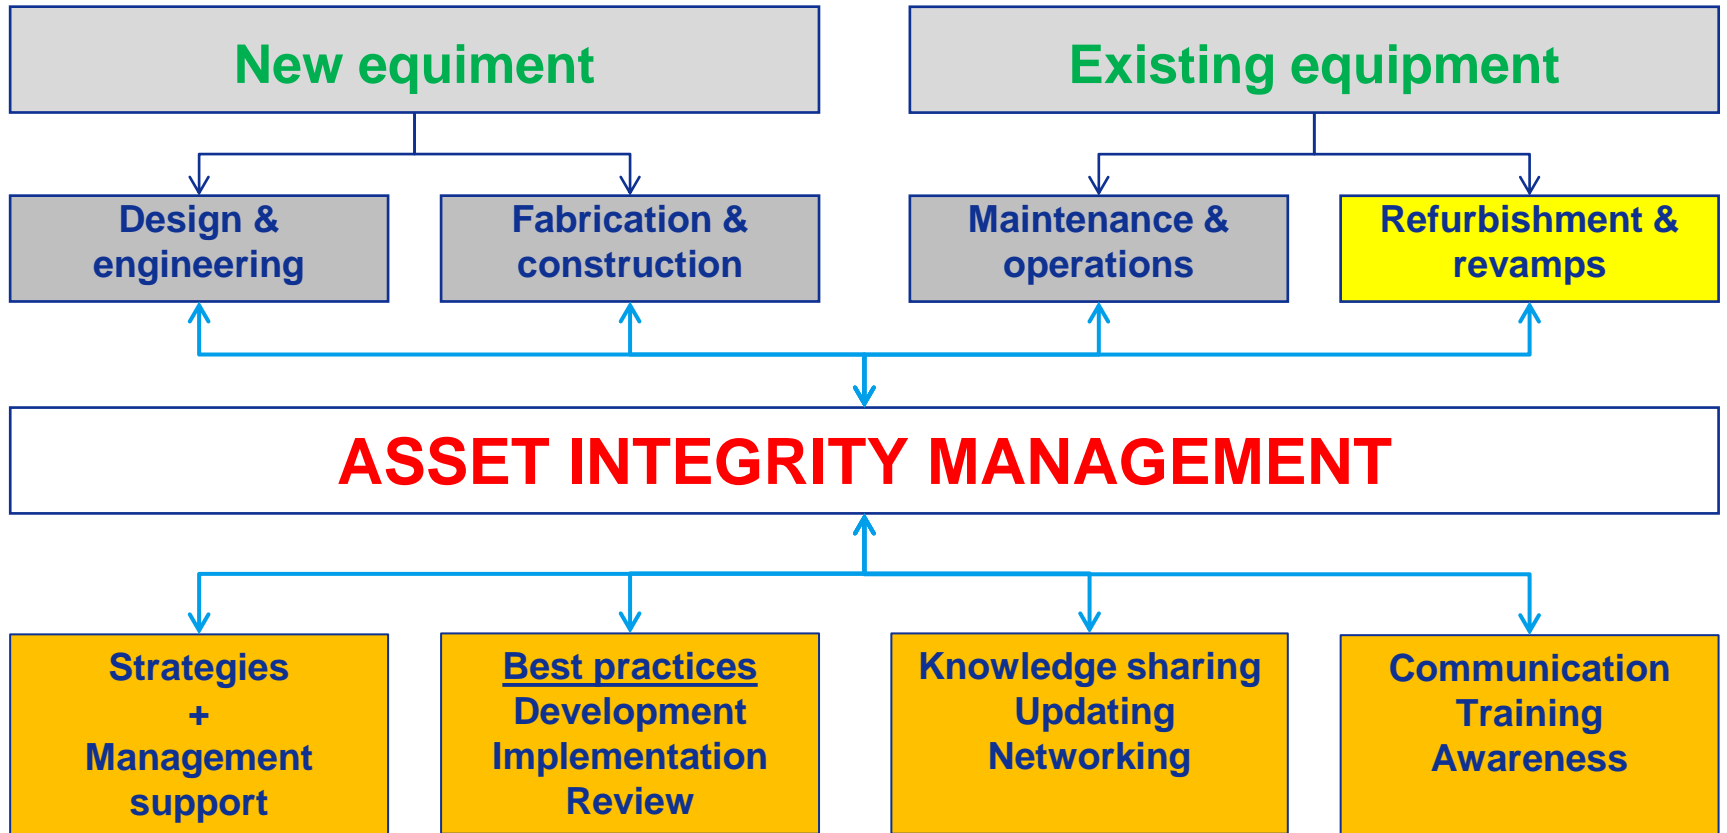 New equiment
Existing equipment
Design &
engineering
Fabrication &
construction
Maintenance &
operations
Refurbishment &
revamps
ASSET INTEGRITY MANAGEMENT
Strategies
+
Management
support
Best practices
Development
Implementation
Review
Knowledge sharing
Updating
Networking
Communication
Training
Awareness